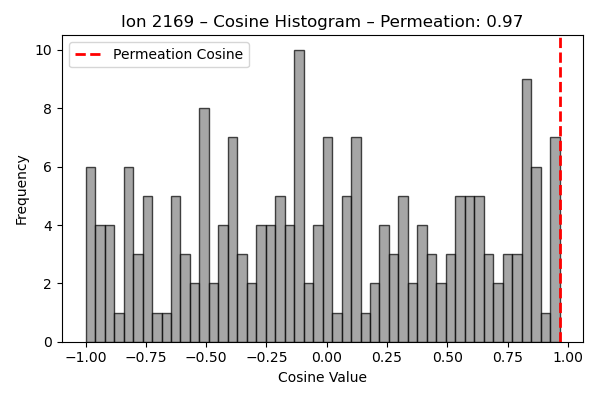 Ion 2169 – Cosine Histogram – Permeation: 0.97
Permeation Cosine
Frequency
10
8
6
4
2
0
−1.00 −0.75 −0.50 −0.25 0.00 0.25 0.50 0.75 1.00
Cosine Value